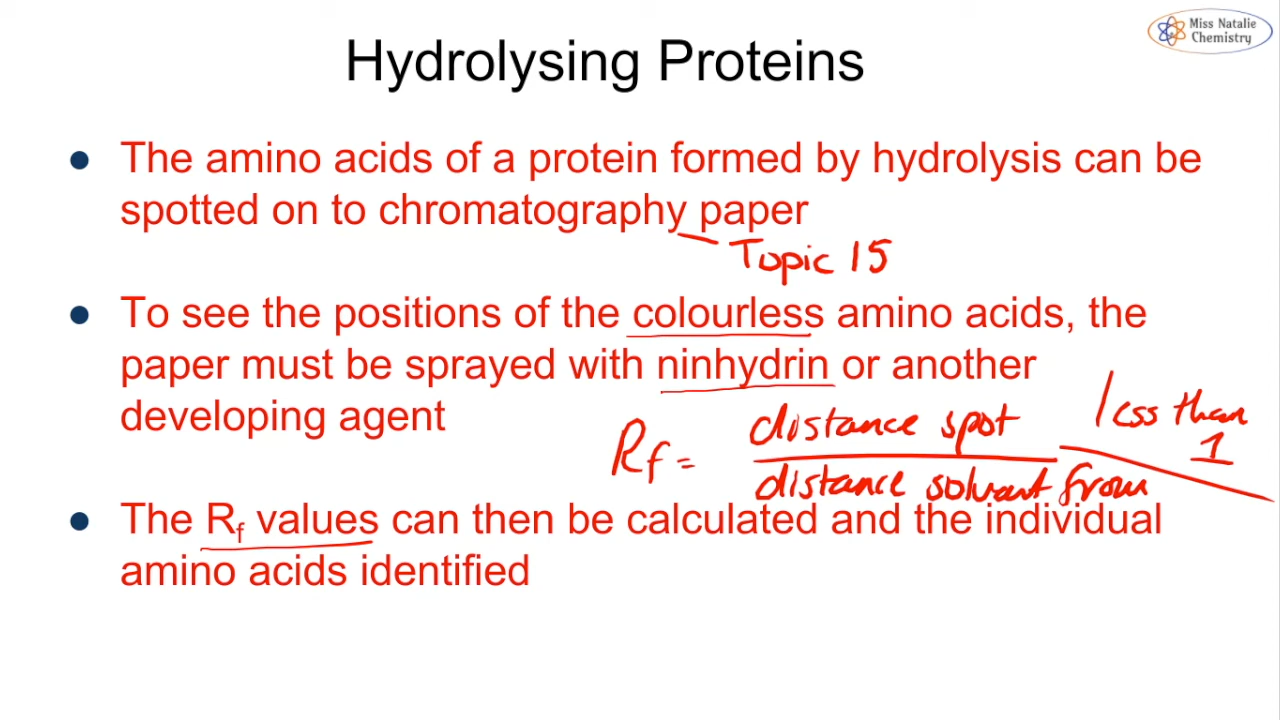 Miss Natalie
Chemistry
Hydrolysing Proteins
The amino acids of a protein formed by hydrolysis can be
spotted on to chromatography paper
Topic 15
To see the positions of the colourless amino acids, the
paper must be sprayed with ninhydrin or another
developing agent
less than
1
Rf = distance spot
distance solvent from
The Rf values can then be calculated and the individual
amino acids identified